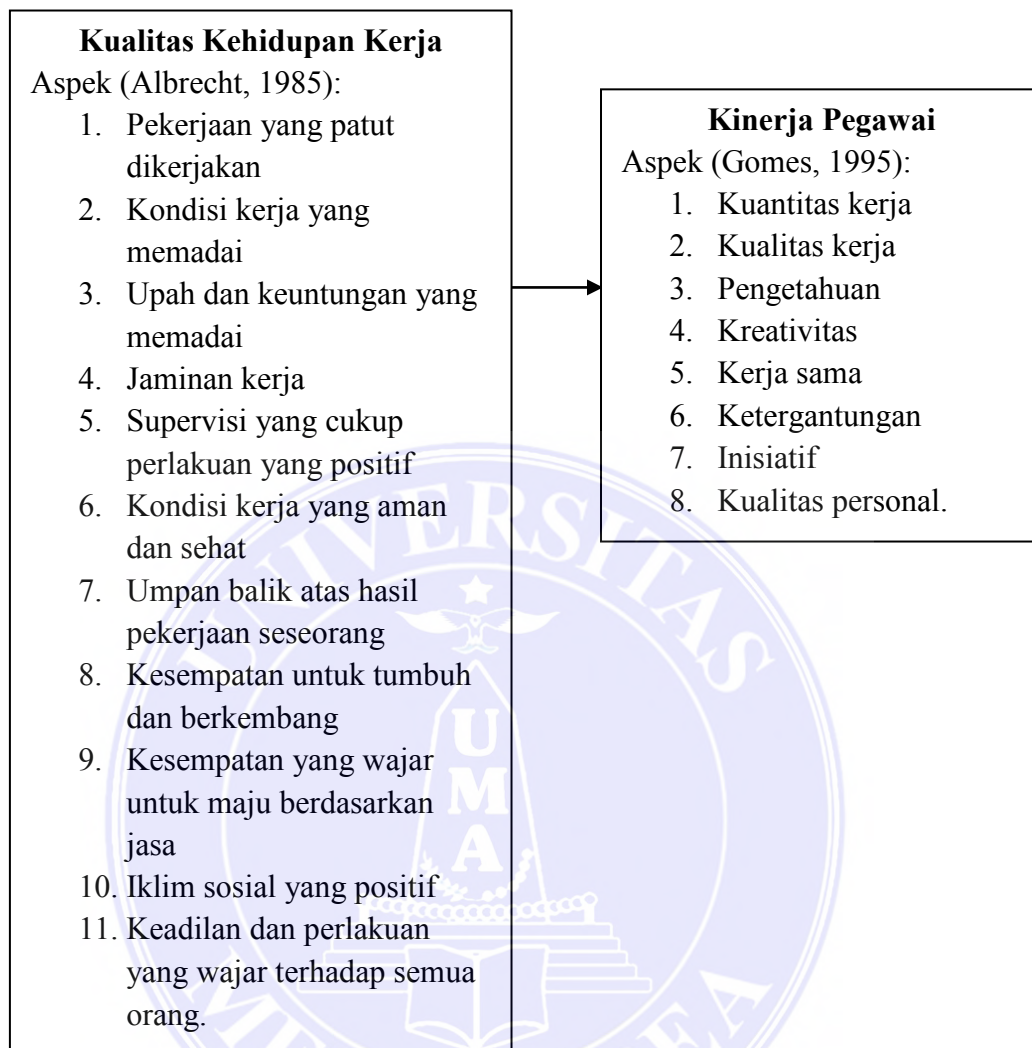 Kualitas Kehidupan Kerja
Aspek (Albrecht, 1985):
1. Pekerjaan yang patut
dikerjakan
2. Kondisi kerja yang
memadai
3. Upah dan keuntungan yang
memadai
4. Jaminan kerja
5. Supervisi yang cukup
perlakuan yang positif
6. Kondisi kerja yang aman
dan sehat
7. Umpan balik atas hasil
pekerjaan seseorang
8. Kesempatan untuk tumbuh
dan berkembang
9. Kesempatan yang wajar
untuk maju berdasarkan
jasa
10. Iklim sosial yang positif
11. Keadilan dan perlakuan
yang wajar terhadap semua
orang.
Kinerja Pegawai
Aspek (Gomes, 1995):
1. Kuantitas kerja
2. Kualitas kerja
3. Pengetahuan
4. Kreativitas
5. Kerja sama
6. Ketergantungan
7. Inisiatif
8. Kualitas personal.
UNIVERSITAS
UMA